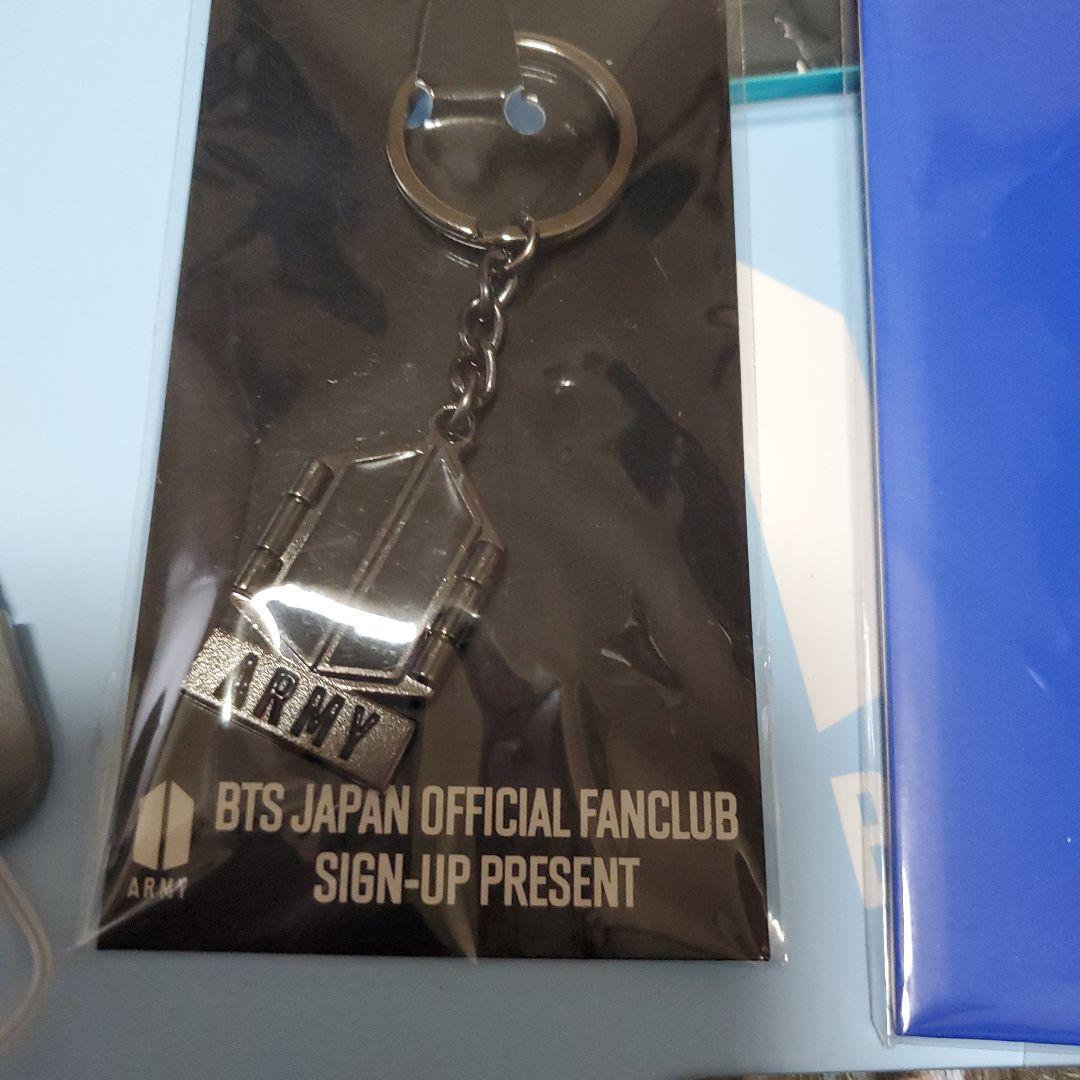 ARMY
BTS JAPAN OFFICIAL FANCLUB
SIGN-UP PRESENT
ARMY